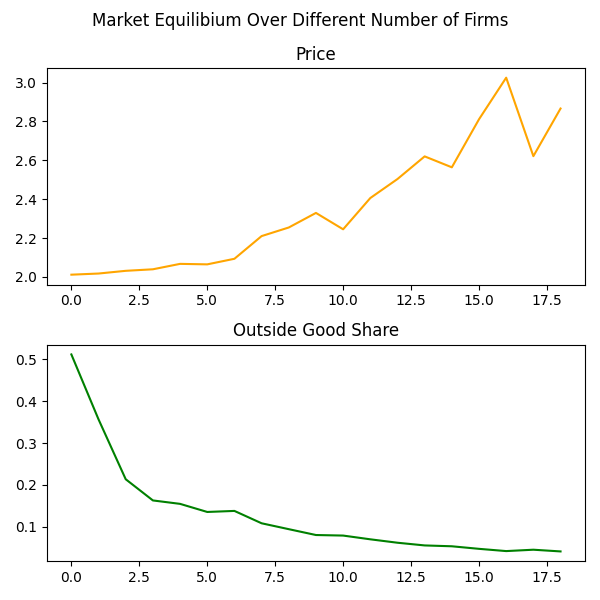 Market Equilibium Over Different Number of Firms
Price
3.0
2.8
2.6
2.4
2.2
2.0
0.0 2.5 5.0 7.5 10.0 12.5 15.0 17.5
Outside Good Share
0.5
0.4
0.3
0.2
0.1
0.0 2.5 5.0 7.5 10.0 12.5 15.0 17.5